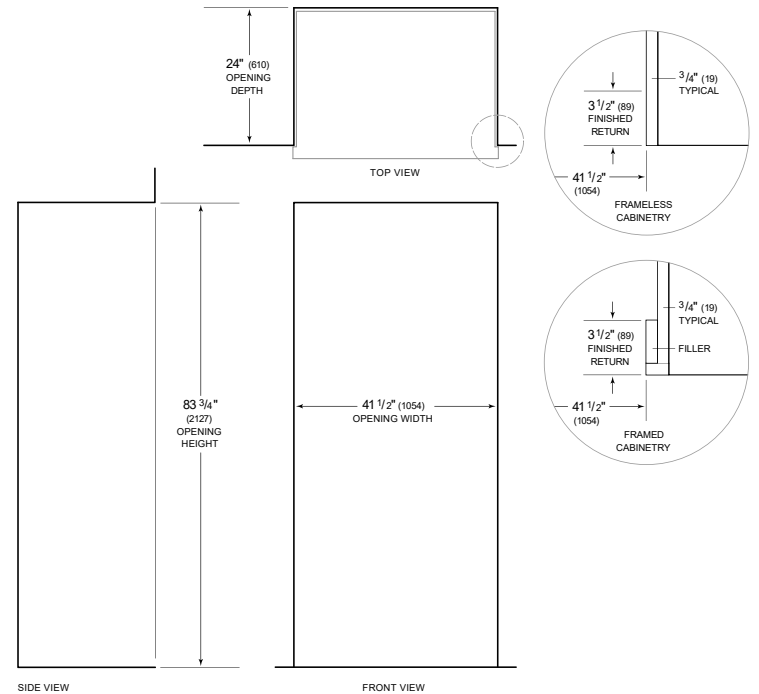 24" (610)
OPENING
DEPTH
TOP VIEW
3/4" (19)
TYPICAL
3 1/2" (89)
FINISHED
RETURN
41 1/2"
(1054)
FRAMELESS
CABINETRY
3/4" (19)
TYPICAL
3 1/2" (89)
FINISHED
RETURN
FILLER
41 1/2"
(1054)
FRAMED
CABINETRY
83 3/4"
(2127)
OPENING
HEIGHT
41 1/2" (1054)
OPENING WIDTH
SIDE VIEW
FRONT VIEW